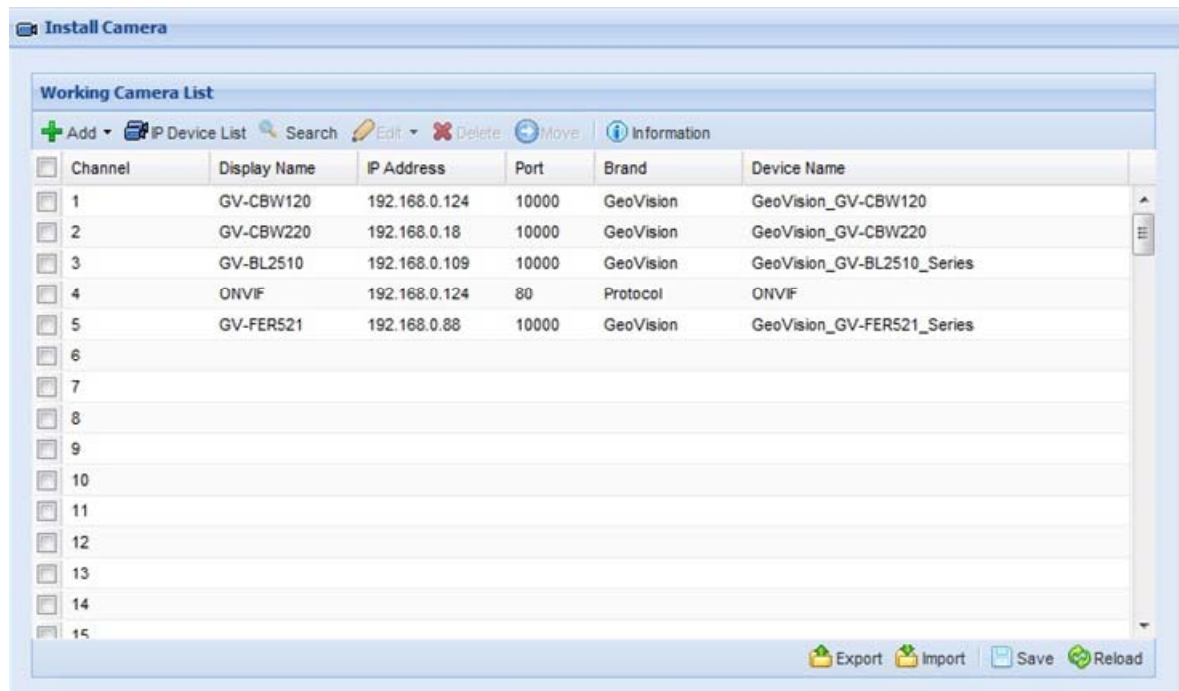 Install Camera
Working Camera List
Add IP Device List Search Edit Delete Move Information
Channel Display Name IP Address Port Brand Device Name
1 GV-CBW120 192.168.0.124 10000 GeoVision GeoVision_GV-CBW120
2 GV-CBW220 192.168.0.18 10000 GeoVision GeoVision_GV-CBW220
3 GV-BL2510 192.168.0.109 10000 GeoVision GeoVision_GV-BL2510_Series
4 ONVIF 192.168.0.124 80 Protocol ONVIF
5 GV-FER521 192.168.0.88 10000 GeoVision GeoVision_GV-FER521_Series
6
7
8
9
10
11
12
13
14
15
Export Import Save Reload